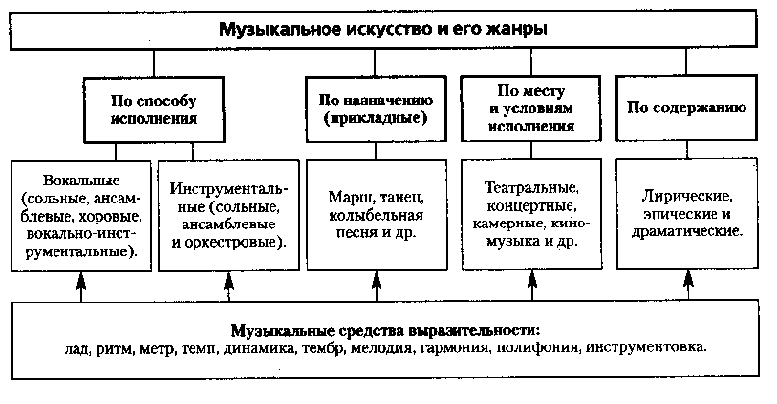 Музыкальное искусство и его жанры
По способу
исполнения
По назначению
(прикладные)
По месту
и условиям
исполнения
По содержанию
Вокальные
(сольные, ансам-
блевые, хоровые,
вокально-инст-
рументальные).
Инструменталь-
ные (сольные,
ансамблевые
и оркестровые).
Марш, танец,
колыбельная
песня и др.
Театральные,
концертные,
камерные, кино-
музыка и др.
Лирические,
эпические и
драматические.
Музыкальные средства выразительности:
лад, ритм, метр, темп, динамика, тембр, мелодия, гармония, полифония, инструментовка.